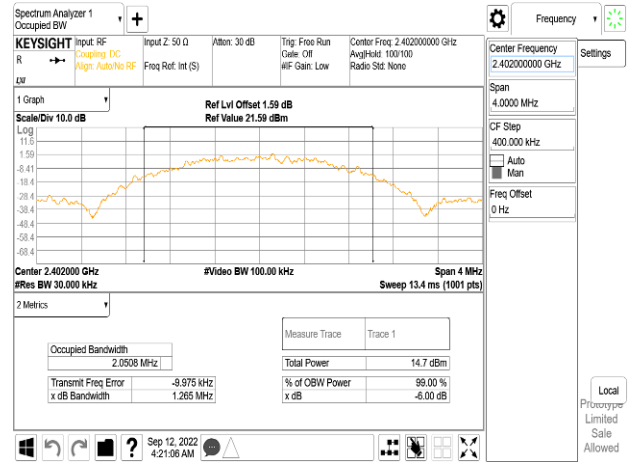 Spectrum Analyzer 1
Occupied BW
KEYSIGHT
R
Input: RF
Coupling: DC
Align: Auto/No RF
Input Z: 50 Ω
Freq Ref: Int (S)
Atten: 30 dB
Trig: Free Run
Gate: Off
#IF Gain: Low
Center Freq: 2.402000000 GHz
Avg|Hold: 100/100
Radio Std: None
1 Graph
Scale/Div 10.0 dB
Ref Lvl Offset 1.59 dB
Ref Value 21.59 dBm
Log
11.6
1.59
-8.41
-18.4
-28.4
-38.4
-48.4
-58.4
-68.4
Center 2.40200 GHz
#Video BW 100.00 kHz
Span 4 MHz
#Res BW 30.000 kHz
Sweep 13.4 ms (1001 pts)
2 Metrics
Measure Trace
Trace 1
Occupied Bandwidth
2.0508 MHz
Total Power
14.7 dBm
Transmit Freq Error
-9.975 kHz
% of OBW Power
99.00 %
x dB Bandwidth
1.265 MHz
x dB
-6.00 dB
Sep 12, 2022
4:21:06 AM
Frequency
Center Frequency
2.402000000 GHz
Settings
Span
4.0000 MHz
CF Step
400.000 kHz
Auto
Man
Freq Offset
0 Hz
Local
Prototype
Limited
Sale
Allowed